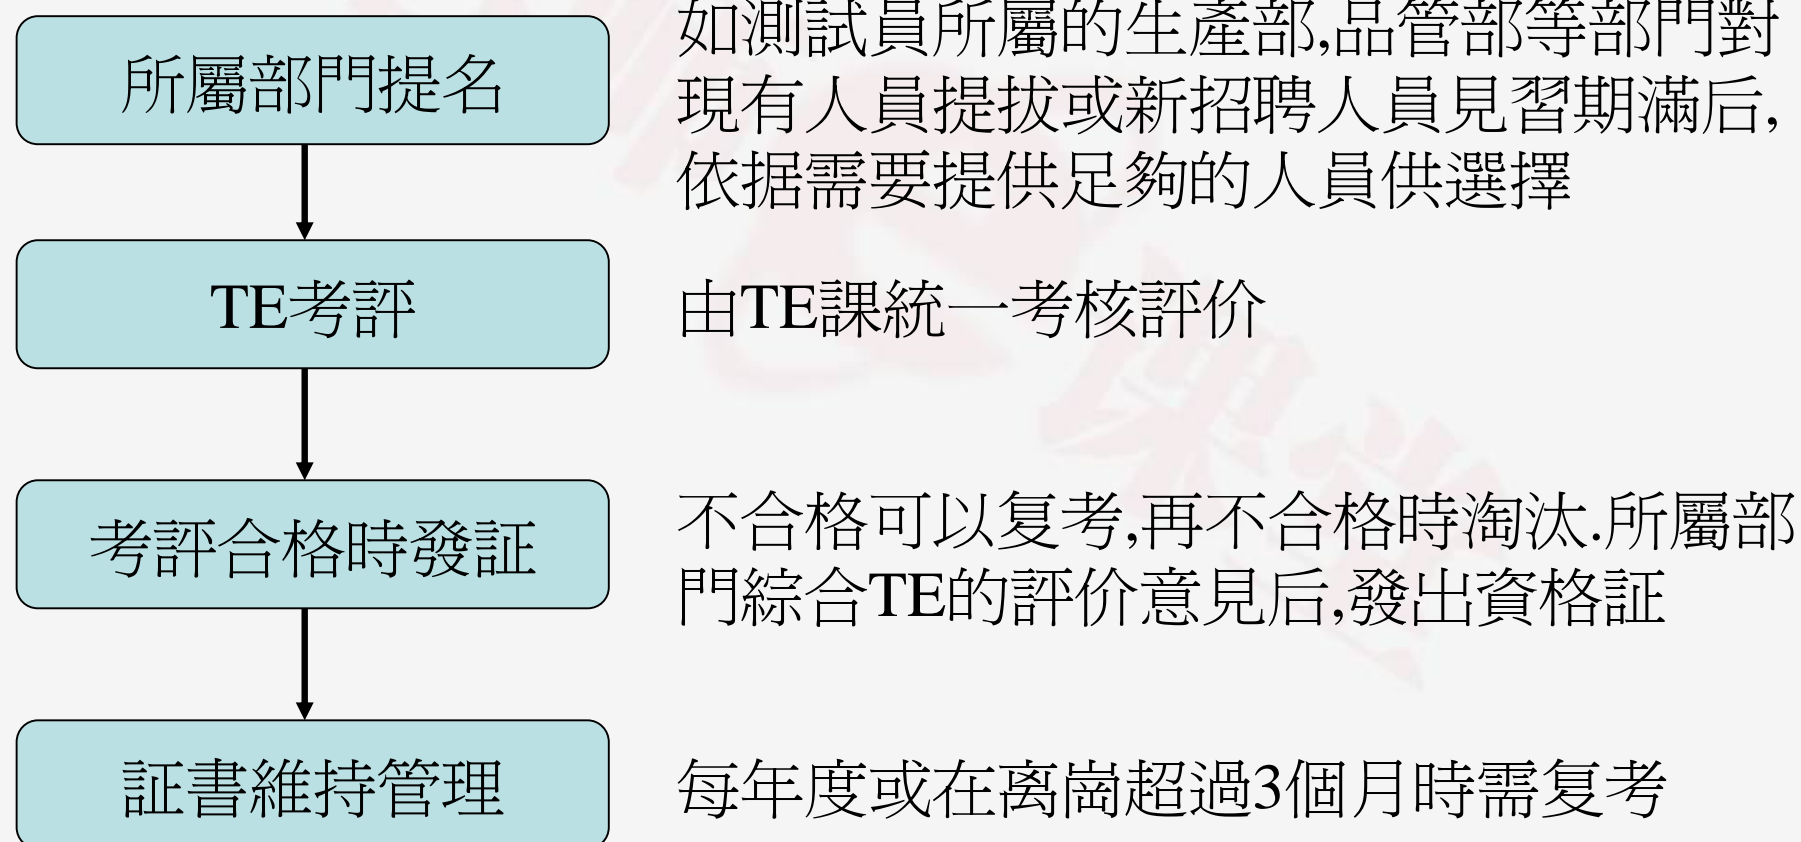 所屬部門提名
如測試員所屬的生產部,品管部等部門對
現有人員提拔或新招聘人員見習期滿后,
依据需要提供足夠的人員供選擇
TE考評
由TE課統一考核評价
考評合格時發証
不合格可以复考,再不合格時淘汰.所屬部
門綜合TE的評价意見后,發出資格証
証書維持管理
每年度或在离崗超過3個月時需复考
課堂